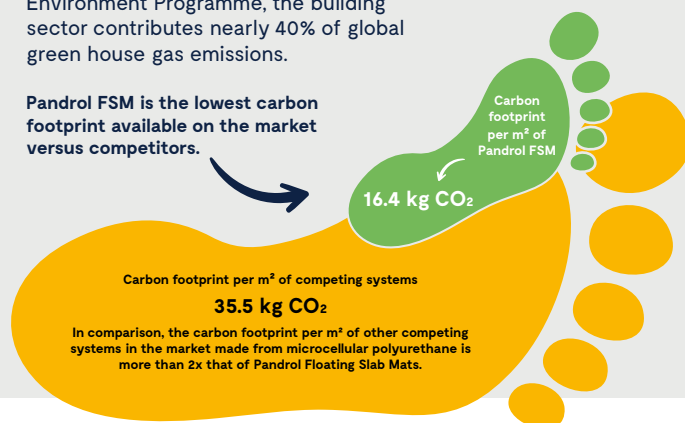 Environment Programme, the building
sector contributes nearly 40% of global
green house gas emissions.
Pandrol FSM is the lowest carbon
footprint available on the market
versus competitors.
Carbon
footprint
per m² of
Pandrol FSM
16.4 kg CO₂
Carbon footprint per m² of competing systems
35.5 kg CO₂
In comparison, the carbon footprint per m² of other competing
systems in the market made from microcellular polyurethane is
more than 2x that of Pandrol Floating Slab Mats.